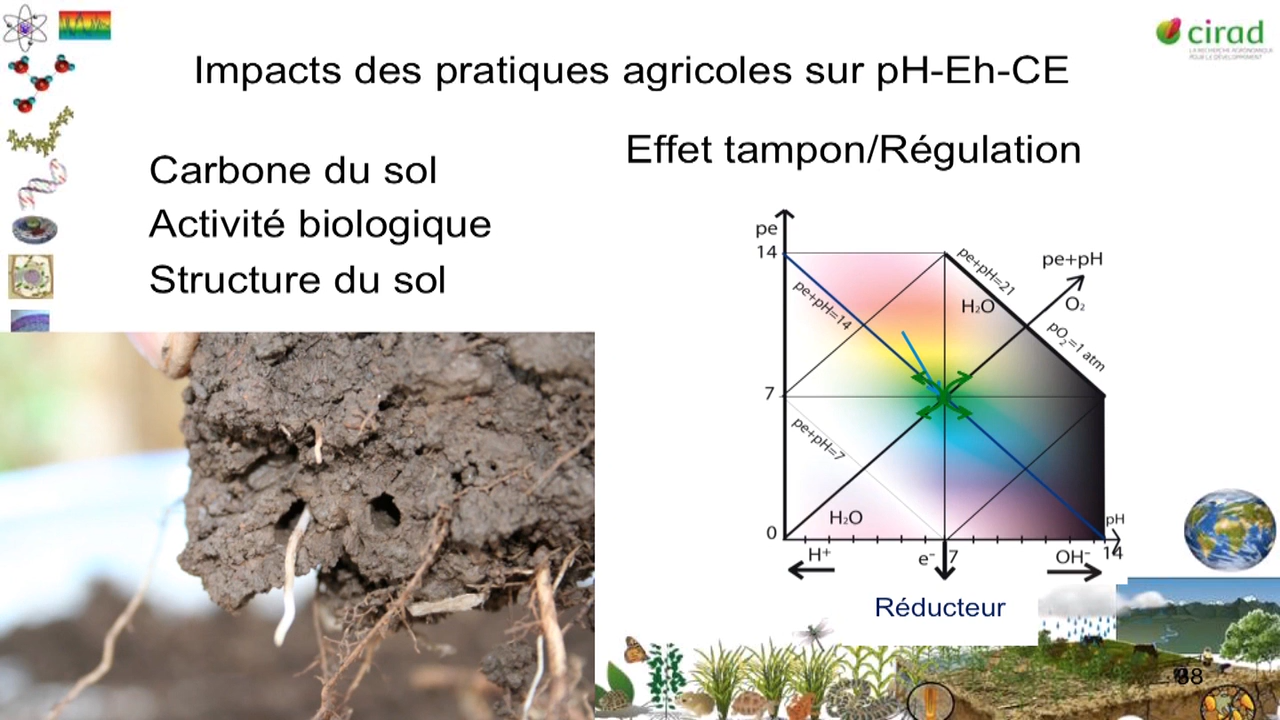 cirad
LA RECHERCHE AGRONOMIQUE
POUR LE DÉVELOPPEMENT
Impacts des pratiques agricoles sur pH-Eh-CE
Carbone du sol
Activité biologique
Structure du sol
Effet tampon/Régulation
pe
14
7
0
pe+pH=14
pe+pH=7
pe+pH=21
pe+pH
H₂O
O₂
pO₂=1 atm
H₂O
H⁺
e⁻
7
OH⁻
14
pH
Réducteur